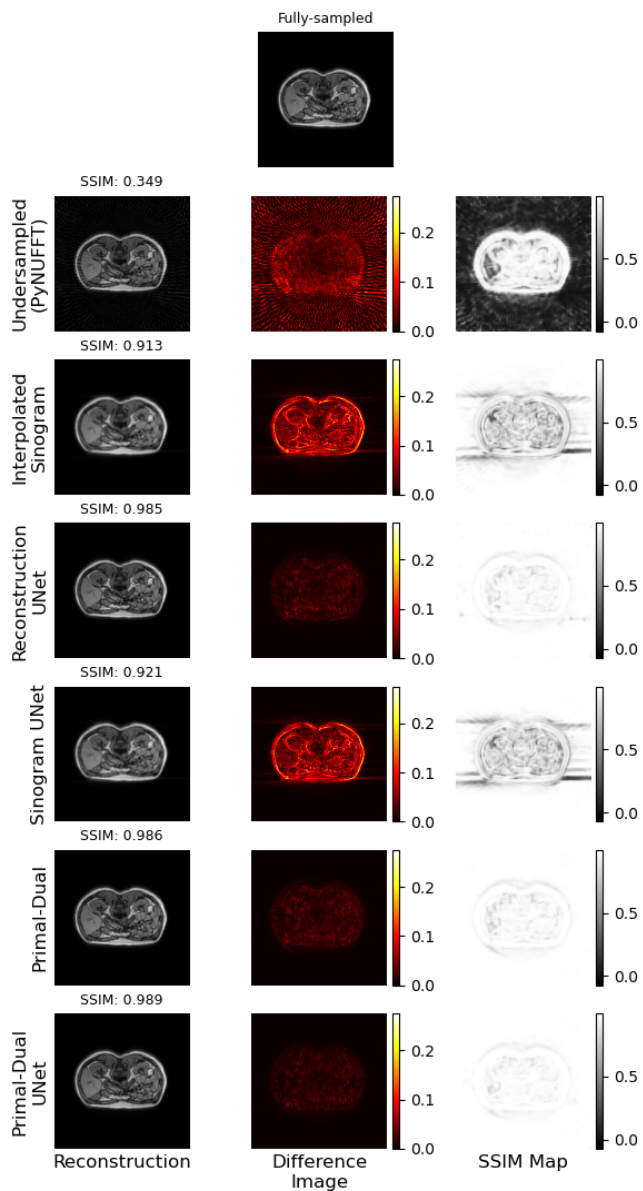 Fully-sampled
SSIM: 0.349
Undersampled
(PyNUFFT)
0.2
0.1
0.0
0.5
0.0
SSIM: 0.913
Interpolated
Sinogram
0.2
0.1
0.0
0.5
0.0
SSIM: 0.985
Reconstruction
UNet
0.2
0.1
0.0
0.5
0.0
SSIM: 0.921
Sinogram UNet
0.2
0.1
0.0
0.5
0.0
SSIM: 0.986
Primal-Dual
0.2
0.1
0.0
0.5
0.0
SSIM: 0.989
Primal-Dual
UNet
0.2
0.1
0.0
0.5
0.0
Reconstruction
Difference
Image
SSIM Map